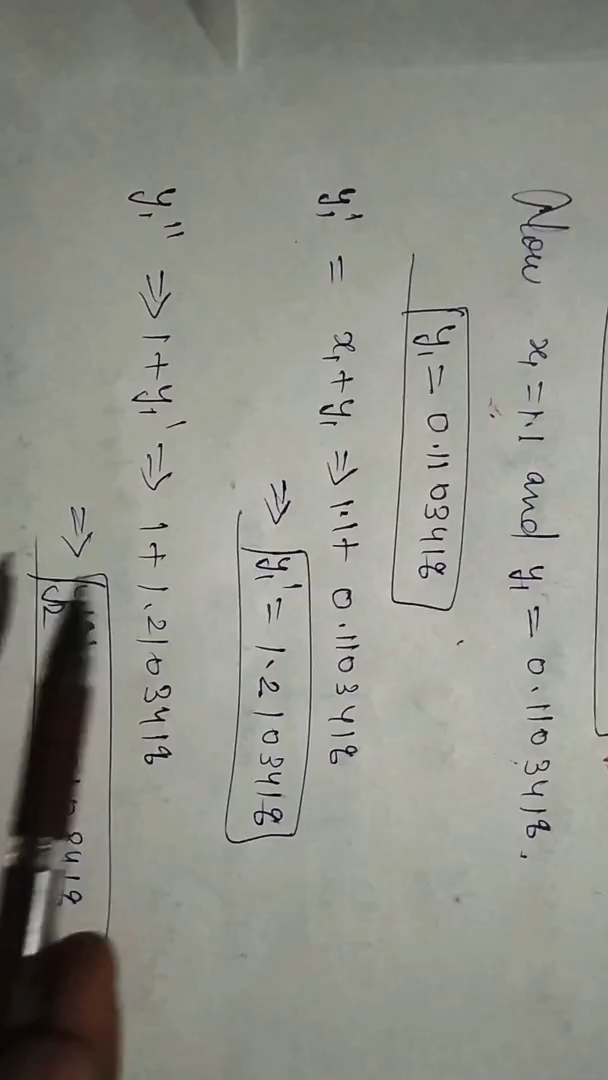 Now x₁ = 1.1 and y₁ = 0.1103418.
y₁ = 0.1103418
y₁' = x₁ + y₁ ⇒ 1.1 + 0.1103418
⇒ y₁' = 1.2103418
y₁'' ⇒ 1 + y₁' ⇒ 1 + 1.2103418
⇒